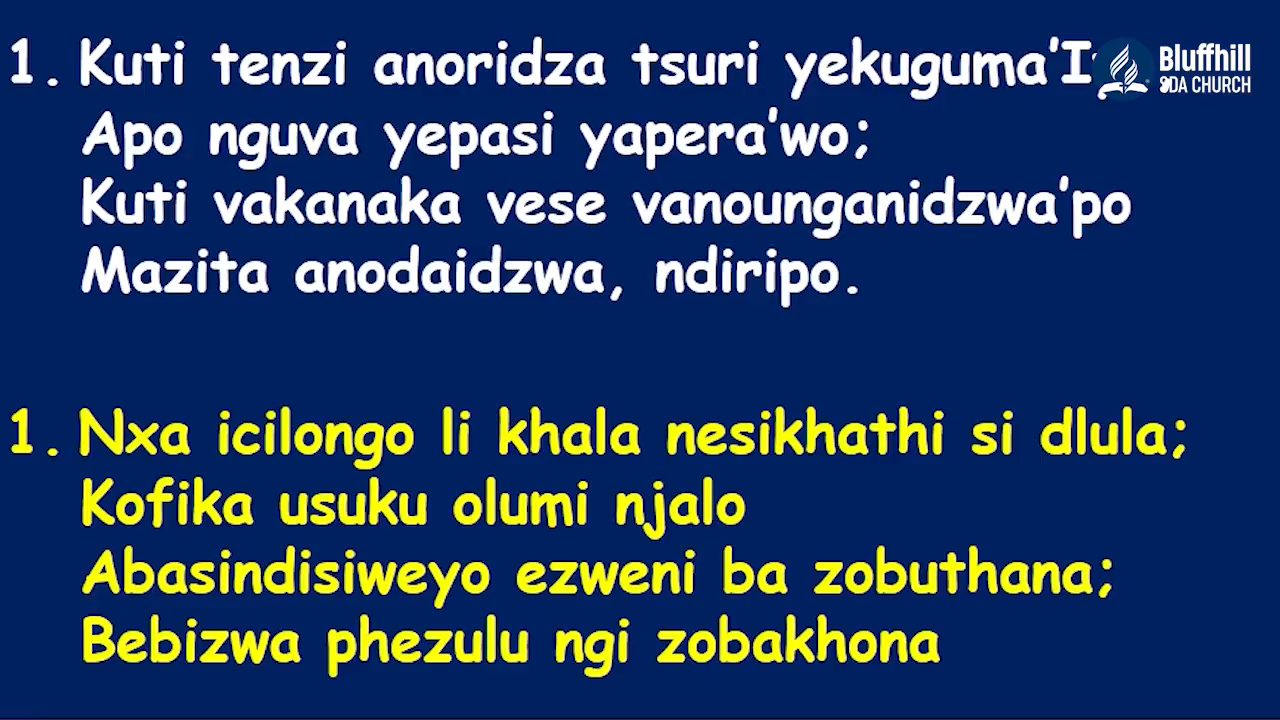 1. Kuti tenzi anoridza tsuri yekuguma'I
Apo nguva yepasi yapera'wo;
Kuti vakanaka vese vanounganidzwa'po
Mazita anodaidzwa, ndiripo.
1. Nxa icilongo li khala nesikhathi si dlula;
Kofika usuku olumi njalo
Abasindisiweyo ezweni ba zobuthana;
Bebizwa phezulu ngi zobakhona
Bluffhill
SDA CHURCH